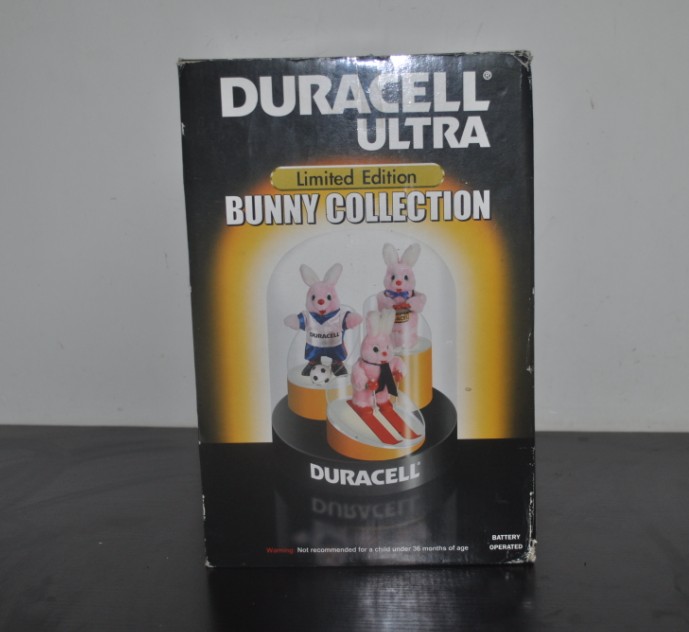 DURACELL®
ULTRA
Limited Edition
BUNNY COLLECTION
DURACELL
DURACELL
DURACELL
Warning Not recommended for a child under 36 months of age
BATTERY
OPERATED